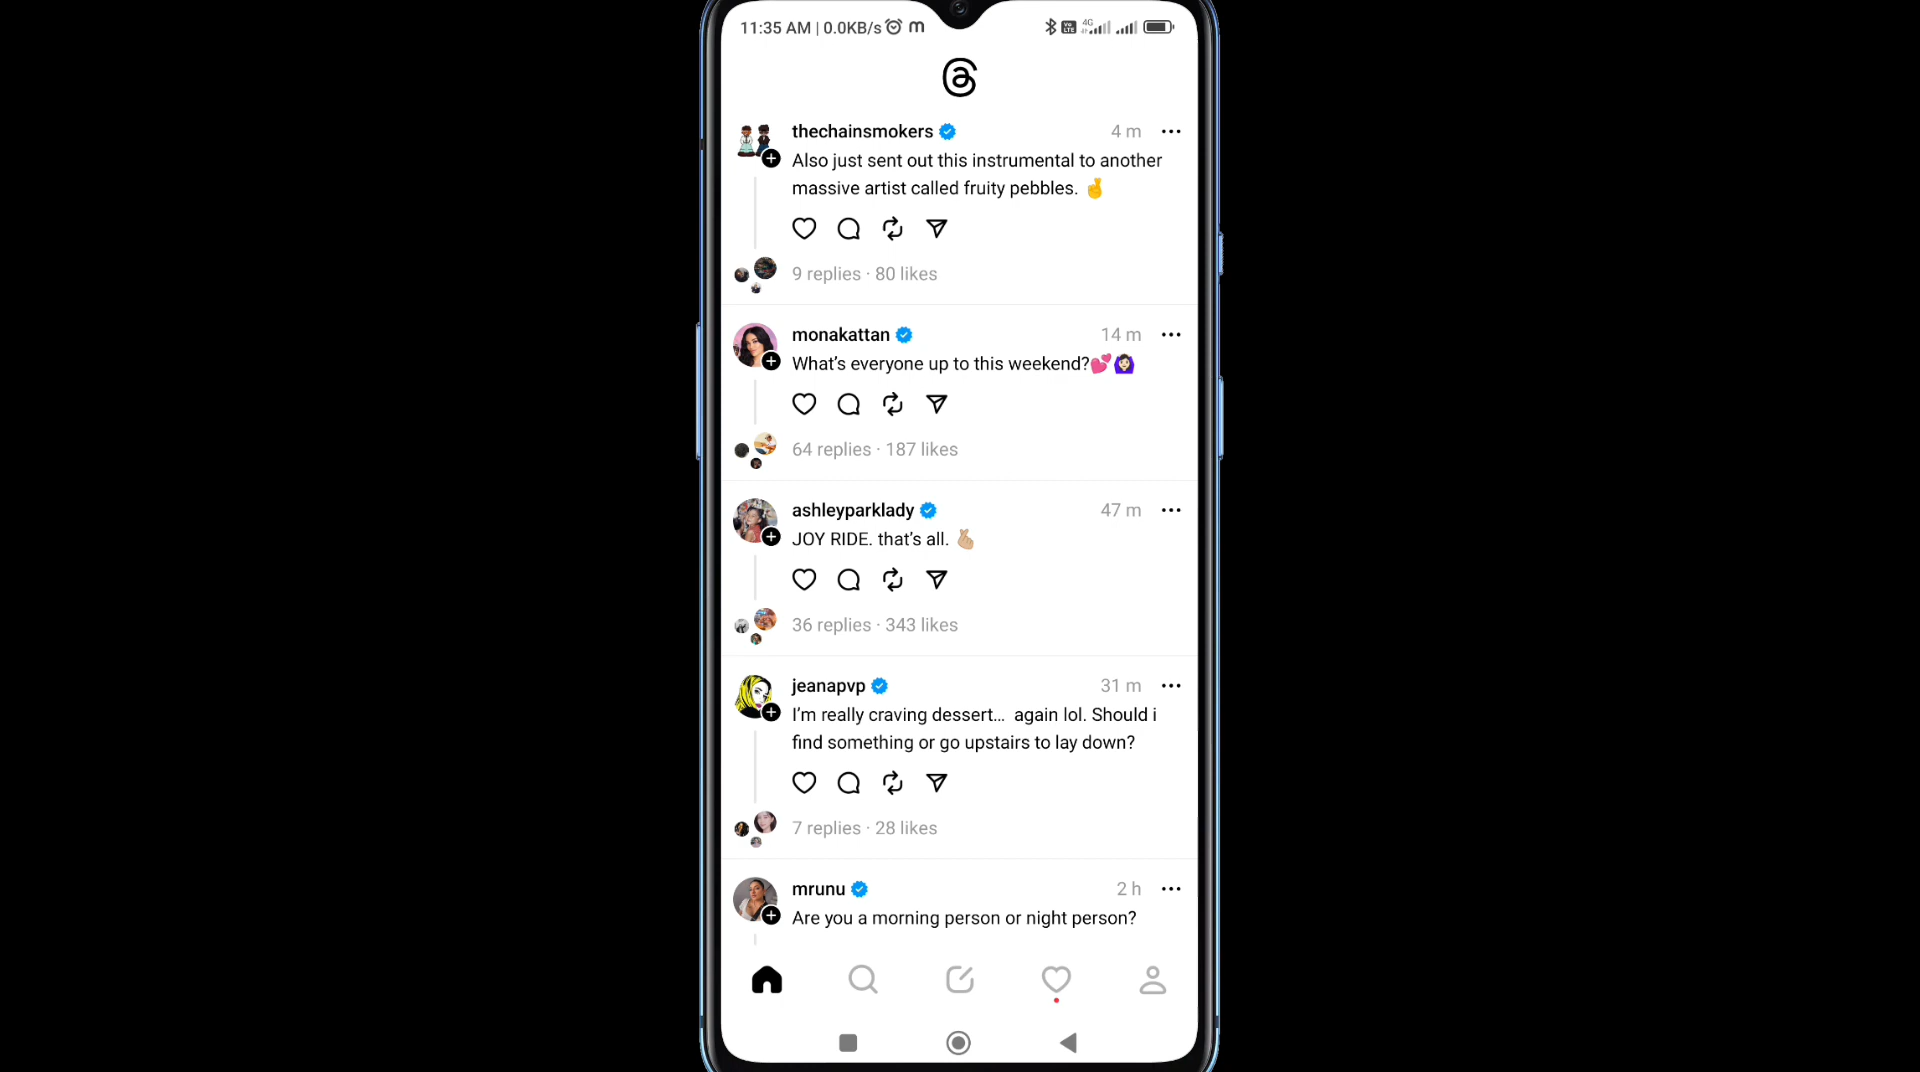 11:35 AM | 0.0KB/s m Vo LTE 4G
thechainsmokers 4 m
Also just sent out this instrumental to another
massive artist called fruity pebbles. 🤞
9 replies · 80 likes
monakattan 14 m
What’s everyone up to this weekend?💕🙆🏻‍♀️
64 replies · 187 likes
ashleyparklady 47 m
JOY RIDE. that’s all. 🫰🏼
36 replies · 343 likes
jeanapvp 31 m
I’m really craving dessert… again lol. Should i
find something or go upstairs to lay down?
7 replies · 28 likes
mrunu 2 h
Are you a morning person or night person?